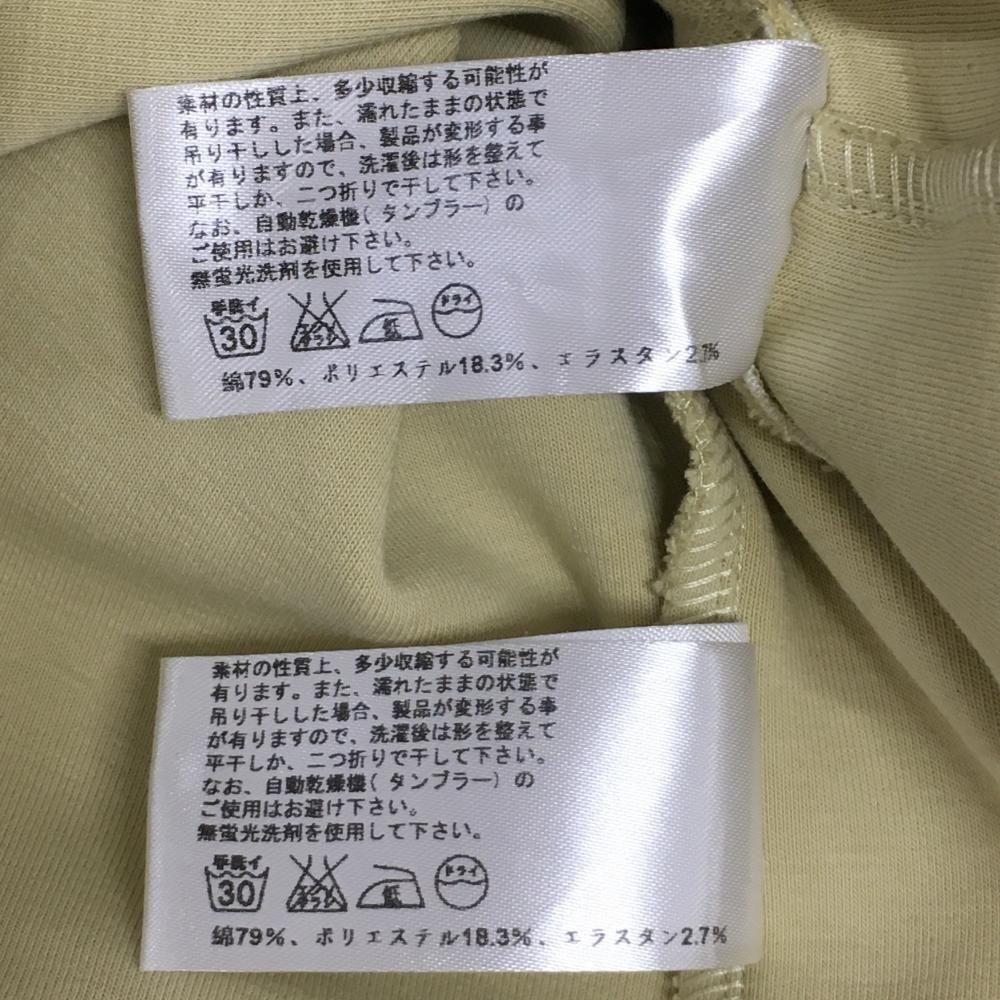 素材の性質上、多少収縮する可能性が
有ります。また、濡れたままの状態で
吊り干しした場合、製品が変形する事
が有りますので、洗濯後は形を整えて
平干しか、二つ折りで干して下さい。
なお、自動乾燥機(タンブラー)の
ご使用はお避け下さい。
無蛍光洗剤を使用して下さい。
手洗イ
30
低
ドライ
綿79%、ポリエステル18.3%、エラスタン2.7%
素材の性質上、多少収縮する可能性が
有ります。また、濡れたままの状態で
吊り干しした場合、製品が変形する事
が有りますので、洗濯後は形を整えて
平干しか、二つ折りで干して下さい。
なお、自動乾燥機(タンブラー)の
ご使用はお避け下さい。
無蛍光洗剤を使用して下さい。
手洗イ
30
低
ドライ
綿79%、ポリエステル18.3%、エラスタン2.7%